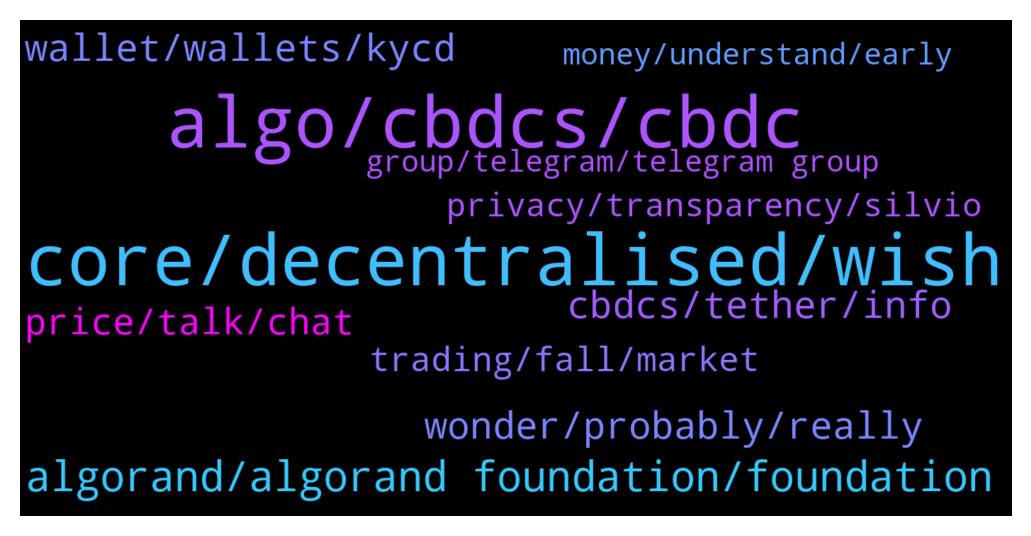 wallet/wallets/kycd
money/understand/early
algo/cbdcs/cbdc
group/telegram/telegram group
privacy/transparency/silvio
core/decentralised/wish
cbdcs/tether/info
price/talk/chat
trading/fall/market
wonder/probably/really
algorand/algorand foundation/foundation